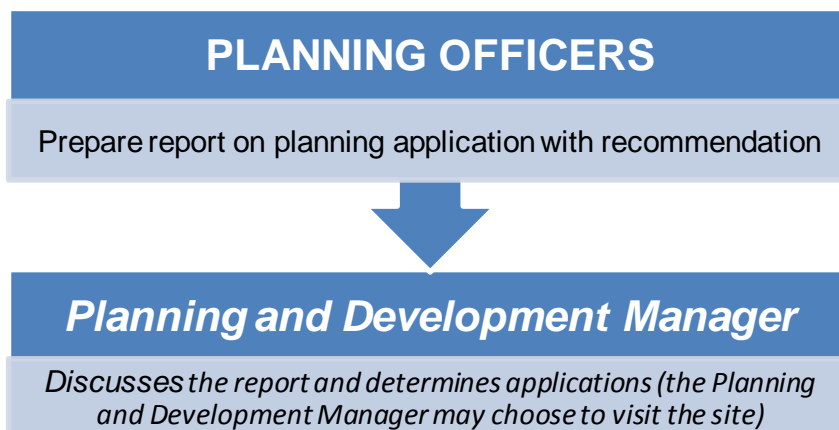 PLANNING OFFICERS
Prepare report on planning application with recommendation
Planning and Development Manager
Discusses the report and determines applications (the Planning
and Development Manager may choose to visit the site)